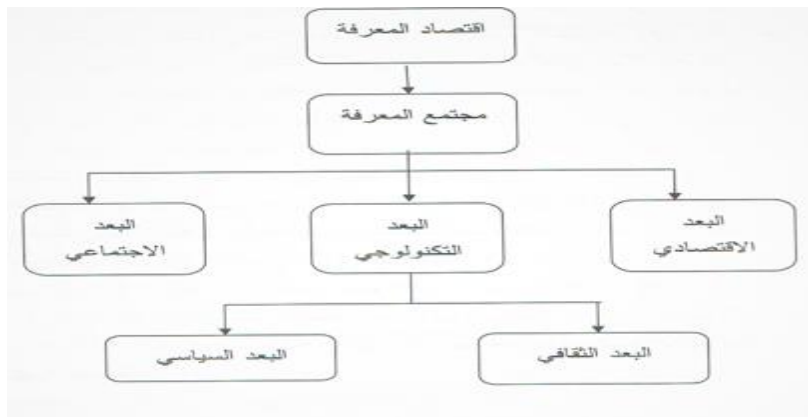 اقتصاد المعرفة
مجتمع المعرفة
البعد
الاقتصادي
البعد
التكنولوجي
البعد
الاجتماعي
البعد الثقافي
البعد السياسي